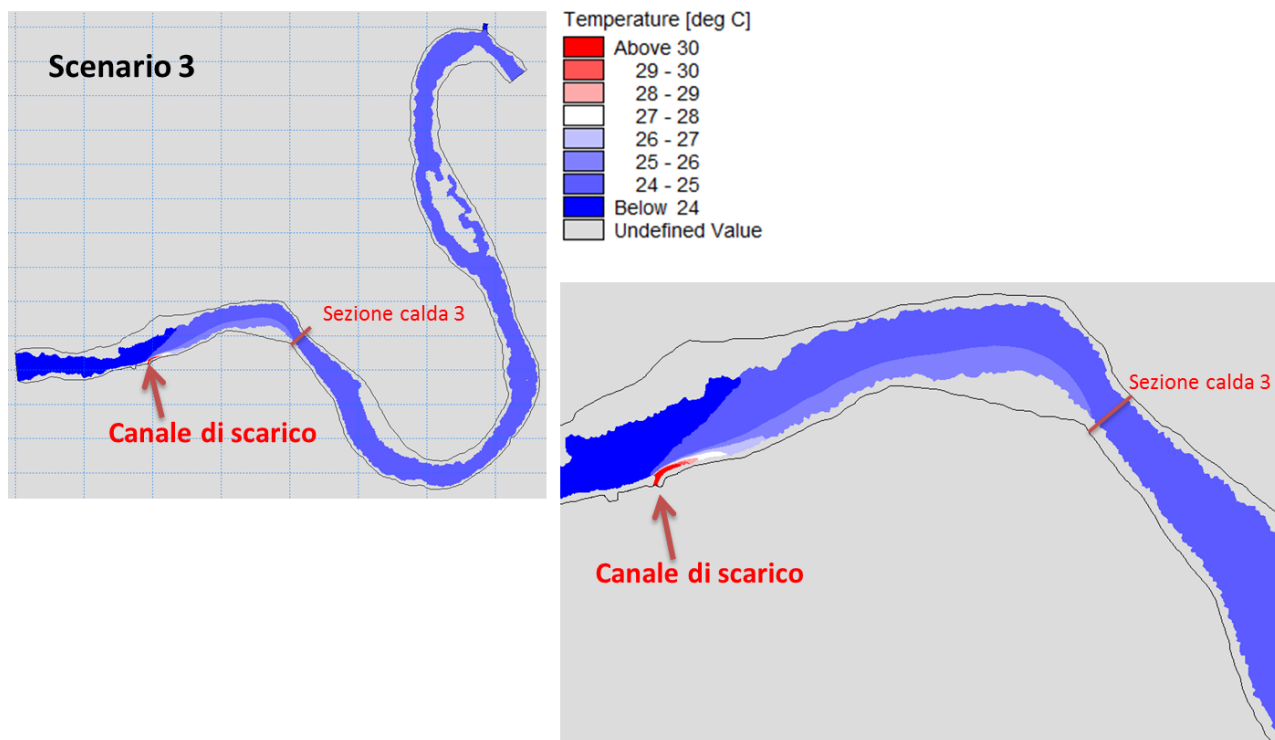 Scenario 3
Sezione calda 3
Canale di scarico
Temperature [deg C]
Above 30
29 - 30
28 - 29
27 - 28
26 - 27
25 - 26
24 - 25
Below 24
Undefined Value
Sezione calda 3
Canale di scarico